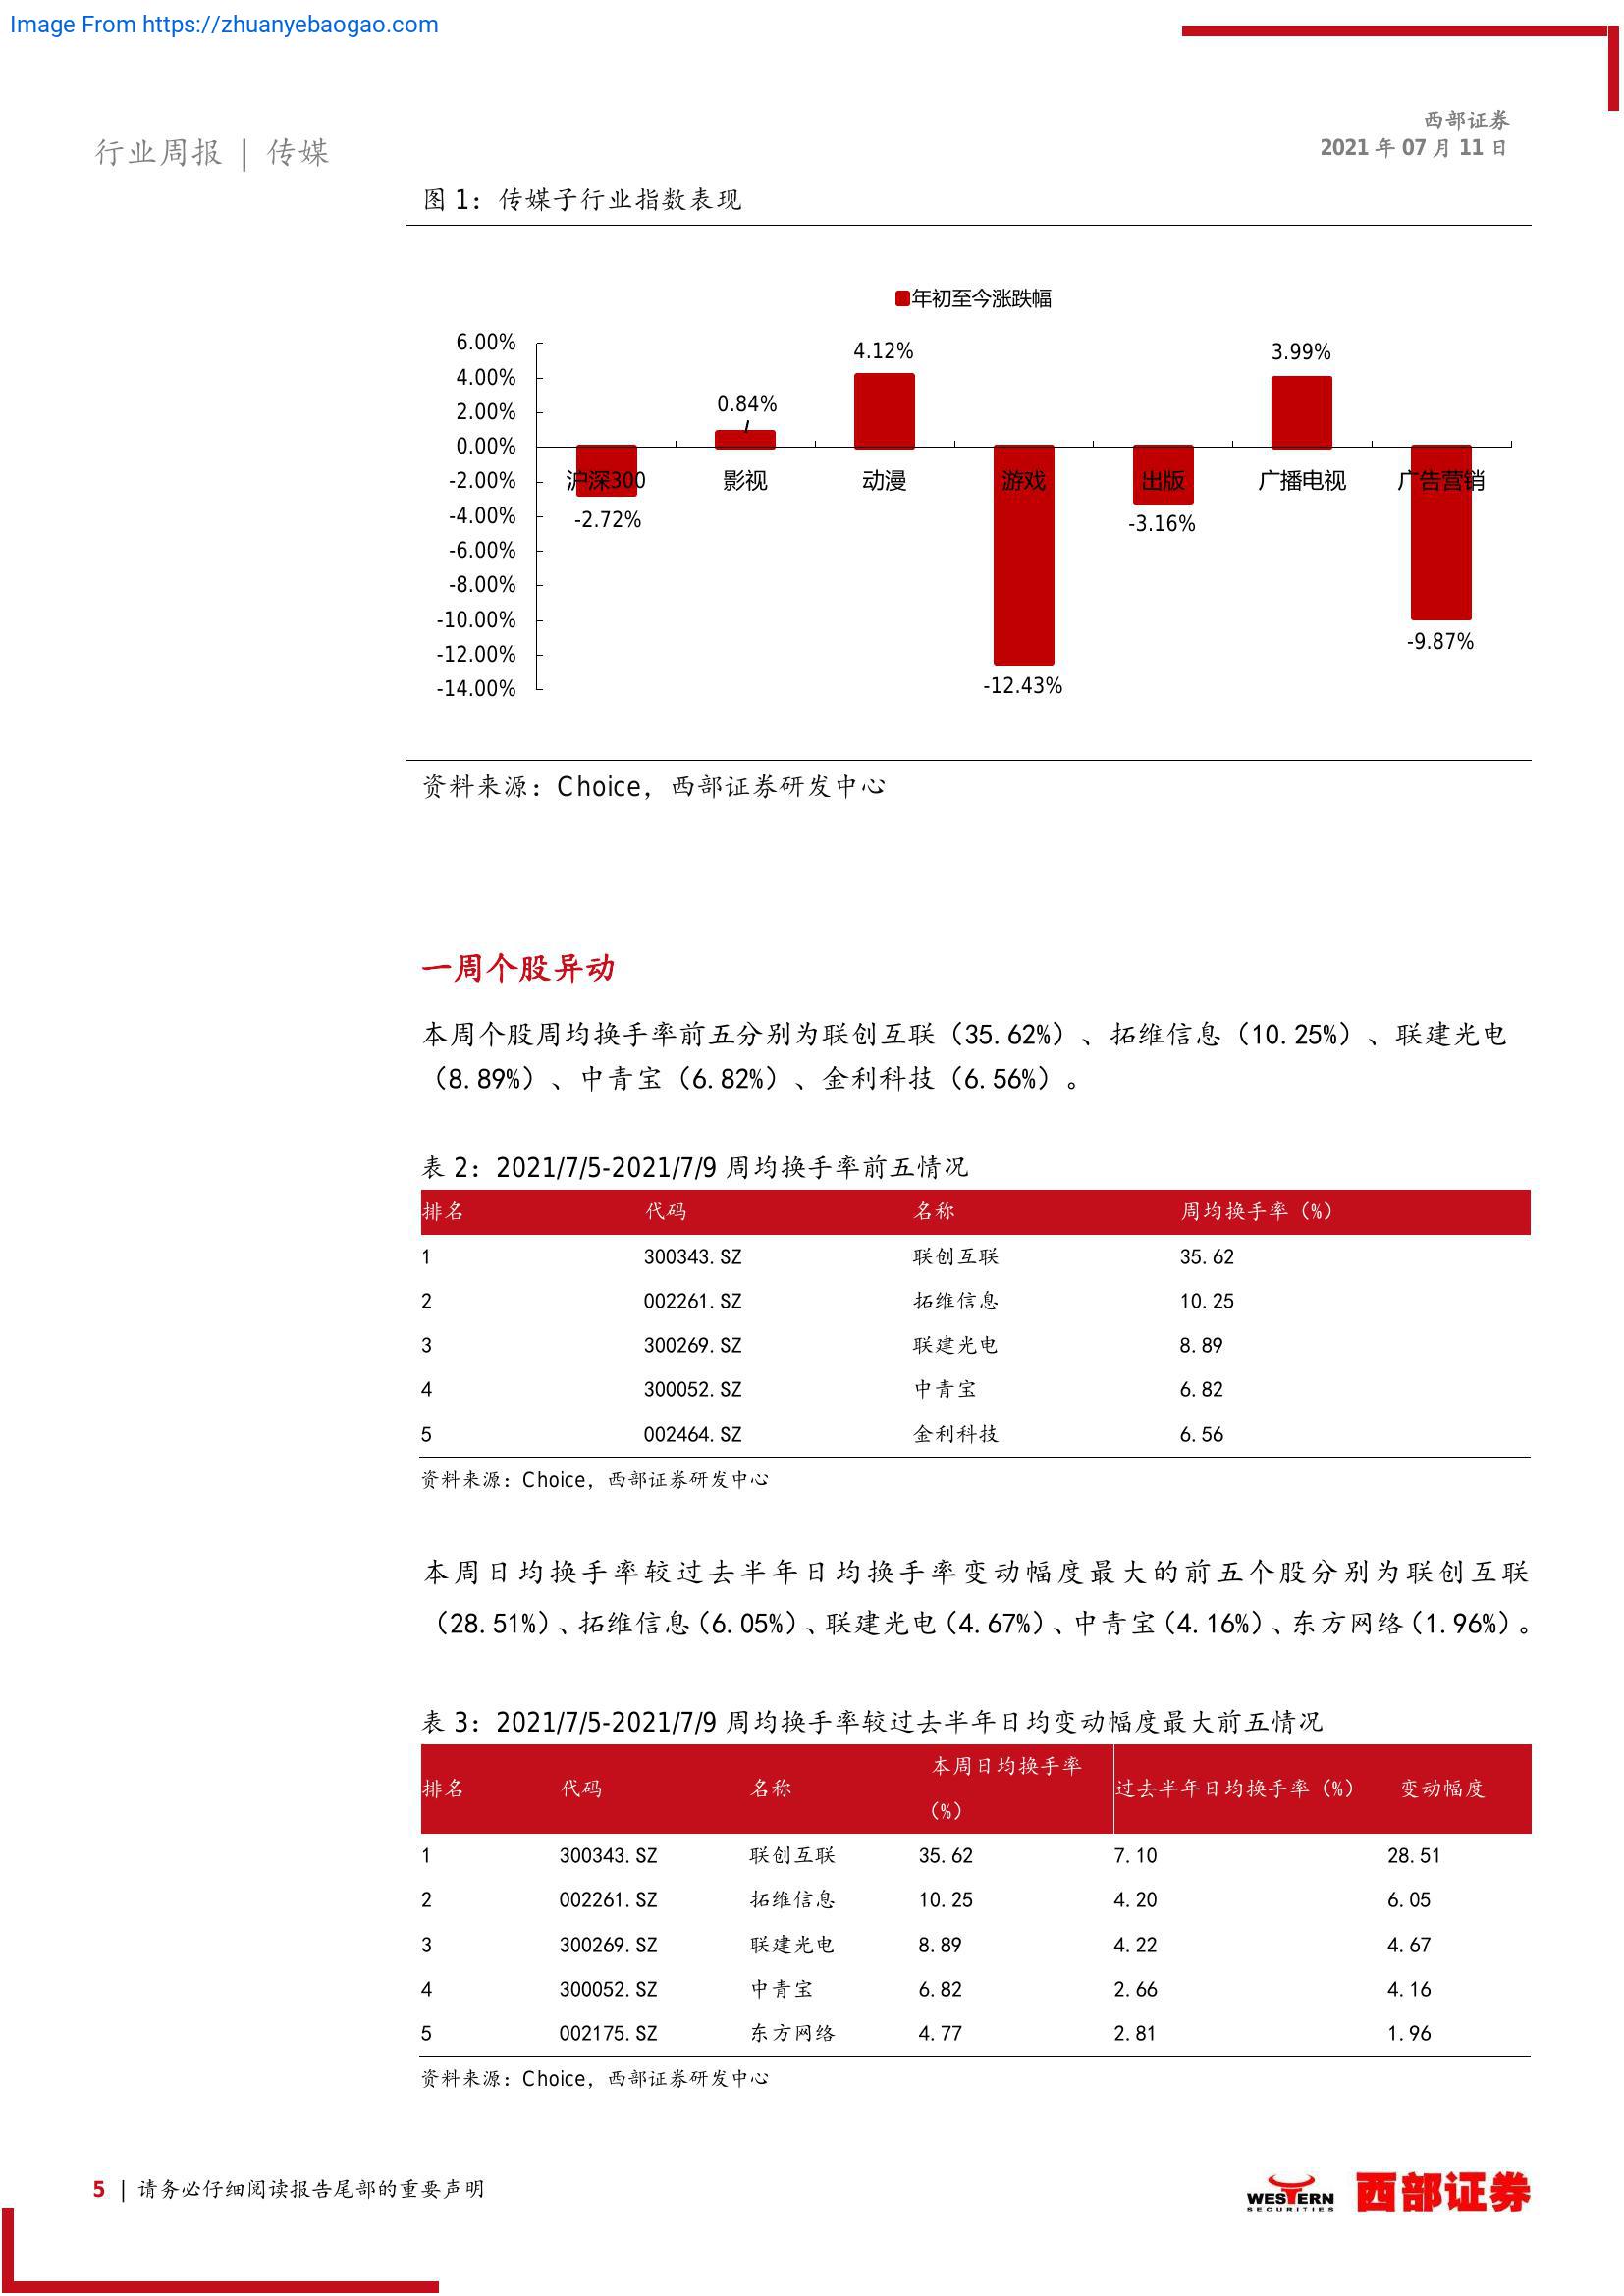 Image From https://zhuanyebaogao.com
西部证券
2021 年 07 月 11 日
行业周报 | 传媒
图 1：传媒子行业指数表现
年初至今涨跌幅
6.00%
4.00%
2.00%
0.00%
-2.00%
-4.00%
-6.00%
-8.00%
-10.00%
-12.00%
-14.00%
-2.72%
0.84%
4.12%
-12.43%
-3.16%
3.99%
-9.87%
沪深300 影视 动漫 游戏 出版 广播电视 广告营销
资料来源：Choice，西部证券研发中心
一周个股异动
本周个股周均换手率前五分别为联创互联（35.62%）、拓维信息（10.25%）、联建光电
（8.89%）、中青宝（6.82%）、金利科技（6.56%）。
表 2：2021/7/5-2021/7/9 周均换手率前五情况
排名 代码 名称 周均换手率（%）
1 300343.SZ 联创互联 35.62
2 002261.SZ 拓维信息 10.25
3 300269.SZ 联建光电 8.89
4 300052.SZ 中青宝 6.82
5 002464.SZ 金利科技 6.56
资料来源：Choice，西部证券研发中心
本周日均换手率较过去半年日均换手率变动幅度最大的前五个股分别为联创互联
（28.51%）、拓维信息（6.05%）、联建光电（4.67%）、中青宝（4.16%）、东方网络（1.96%）。
表 3：2021/7/5-2021/7/9 周均换手率较过去半年日均变动幅度最大前五情况
排名 代码 名称 本周日均换手率（%） 过去半年日均换手率（%） 变动幅度
1 300343.SZ 联创互联 35.62 7.10 28.51
2 002261.SZ 拓维信息 10.25 4.20 6.05
3 300269.SZ 联建光电 8.89 4.22 4.67
4 300052.SZ 中青宝 6.82 2.66 4.16
5 002175.SZ 东方网络 4.77 2.81 1.96
资料来源：Choice，西部证券研发中心
5 | 请务必仔细阅读报告尾部的重要声明
WESTERN
SECURITIES
西部证券